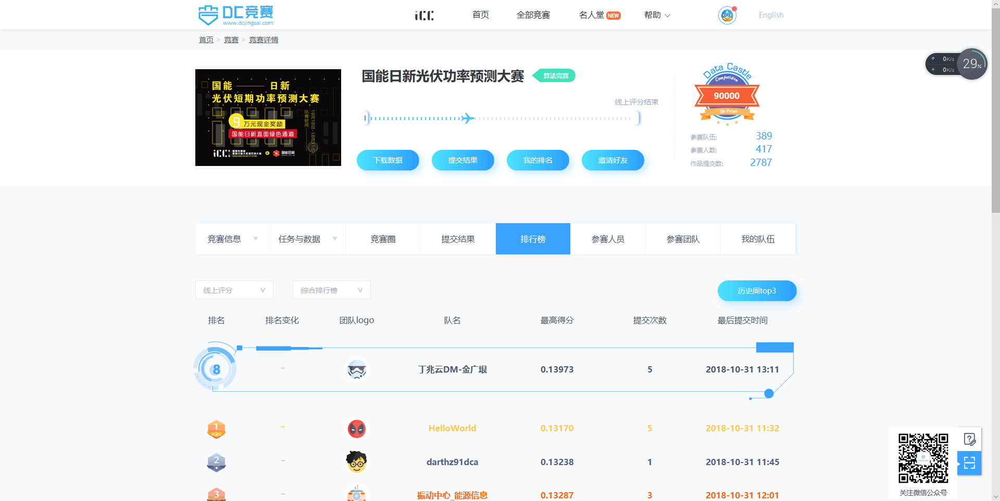 DC竞赛
www.dcjingsai.com
iCC
首页
全部竞赛
名人堂 NEW
帮助
English
首页 > 竞赛 > 竞赛详情
0K/s
0K/s
29%
国能 日新
光伏短期功率预测大赛
9万元现金奖励
国能日新直面绿色通道
比赛时间
10月10日-10月31日
iCC
国能日新
国能日新光伏功率预测大赛
算法竞赛
线上评分结束
下载数据
提交结果
我的排名
邀请好友
Data Castle
Competition
90000
The Prizes
参赛队伍: 389
参赛人数: 417
作品提交数: 2787
竞赛信息
任务与数据
竞赛圈
提交结果
排行榜
参赛人员
参赛团队
我的队伍
线上评分
综合排行榜
历史周top3
排名 排名变化 团队logo 队名 最高得分 提交次数 最后提交时间
8 – 丁兆云DM-金广垠 0.13973 5 2018-10-31 13:11
1 – HelloWorld 0.13170 5 2018-10-31 11:32
2 – darthz91dca 0.13238 1 2018-10-31 11:45
3 – 振动中心_能源信息 0.13287 3 2018-10-31 12:01
关注微信公众号